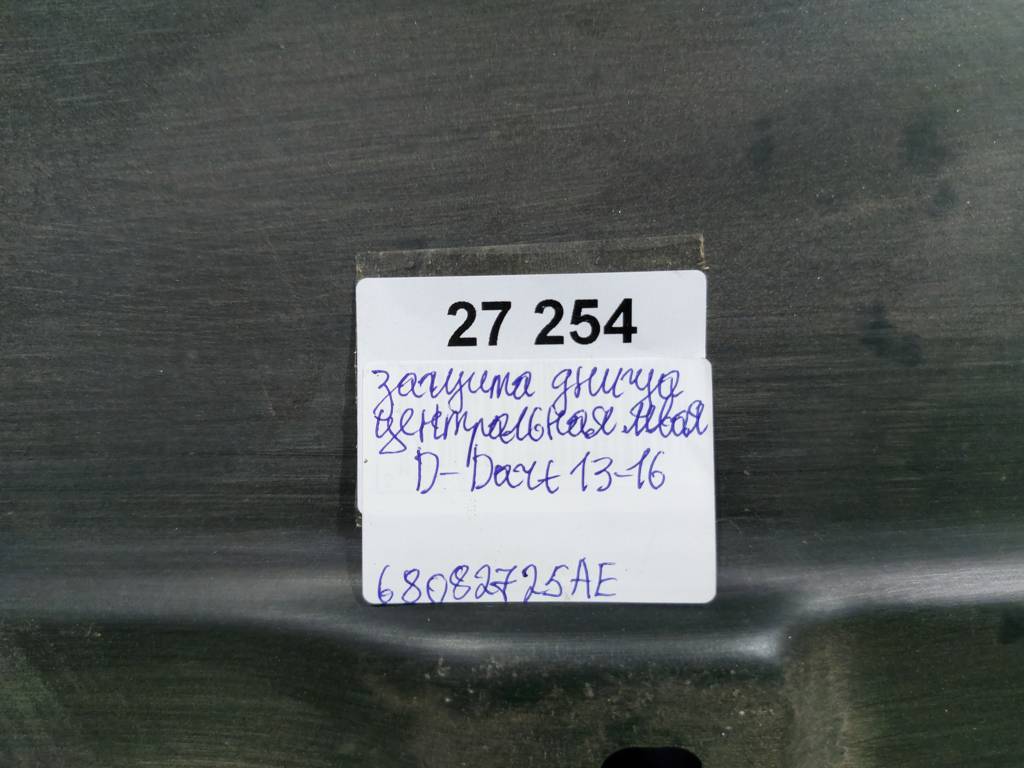 27 254
защита днища
центральная левая
D-Dart 13-16
68082725AE